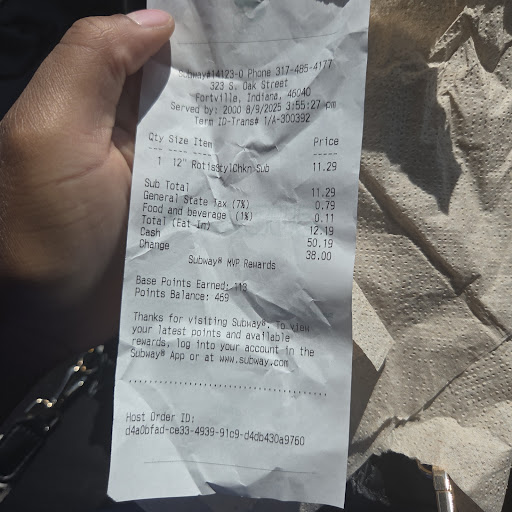 Subway#14123-0 Phone 317-485-4177
323 S. Oak Street
Fortville, Indiana, 46040
Served by: 2000 8/9/2025 3:55:27 pm
Term ID-Trans# 1/A-300392
Qty Size Item Price
1 12" RotisstylChkn Sub 11.29
Sub Total 11.29
General State Tax (7%) 0.79
Food and beverage (1%) 0.11
Total (Eat In) 12.19
Cash 50.19
Change 38.00
Subway® MVP Rewards
Base Points Earned: 113
Points Balance: 469
Thanks for visiting Subway®. To view
your latest points and available
rewards, log into your account in the
Subway® App or at www.subway.com
Host Order ID:
d4a0bfad-ce33-4939-91c9-d4db430a9760